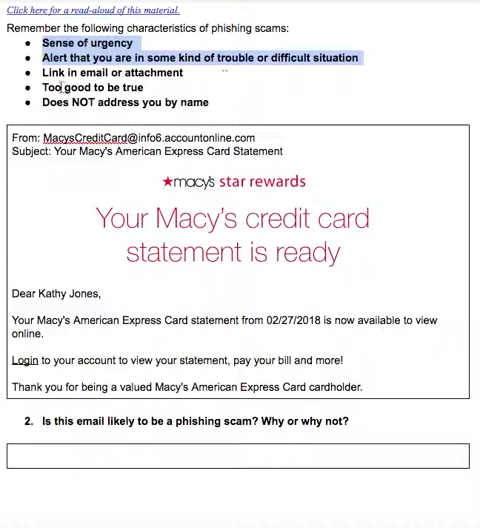 Click here for a read-aloud of this material.
Remember the following characteristics of phishing scams:
● Sense of urgency
● Alert that you are in some kind of trouble or difficult situation
● Link in email or attachment
● Too good to be true
● Does NOT address you by name
From: MacysCreditCard@info6.accountonline.com
Subject: Your Macy's American Express Card Statement
★macy's star rewards
Your Macy's credit card
statement is ready
Dear Kathy Jones,
Your Macy's American Express Card statement from 02/27/2018 is now available to view
online.
Login to your account to view your statement, pay your bill and more!
Thank you for being a valued Macy's American Express Card cardholder.
2. Is this email likely to be a phishing scam? Why or why not?